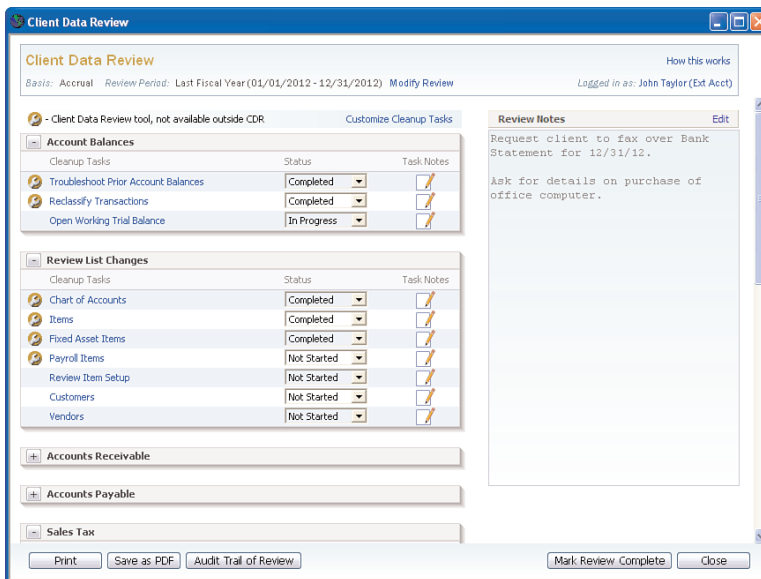 Client Data Review
Client Data Review
How this works
Basis: Accrual Review Period: Last Fiscal Year (01/01/2012 - 12/31/2012) Modify Review
Logged in as: John Taylor (Ext Acct)
- Client Data Review tool, not available outside CDR
Customize Cleanup Tasks
- Account Balances
Cleanup Tasks Status Task Notes
Troubleshoot Prior Account Balances Completed
Reclassify Transactions Completed
Open Working Trial Balance In Progress
- Review List Changes
Cleanup Tasks Status Task Notes
Chart of Accounts Completed
Items Completed
Fixed Asset Items Completed
Payroll Items Not Started
Review Item Setup Not Started
Customers Not Started
Vendors Not Started
+ Accounts Receivable
+ Accounts Payable
- Sales Tax
Review Notes Edit
Request client to fax over Bank
Statement for 12/31/12.
Ask for details on purchase of
office computer.
Print Save as PDF Audit Trail of Review Mark Review Complete Close